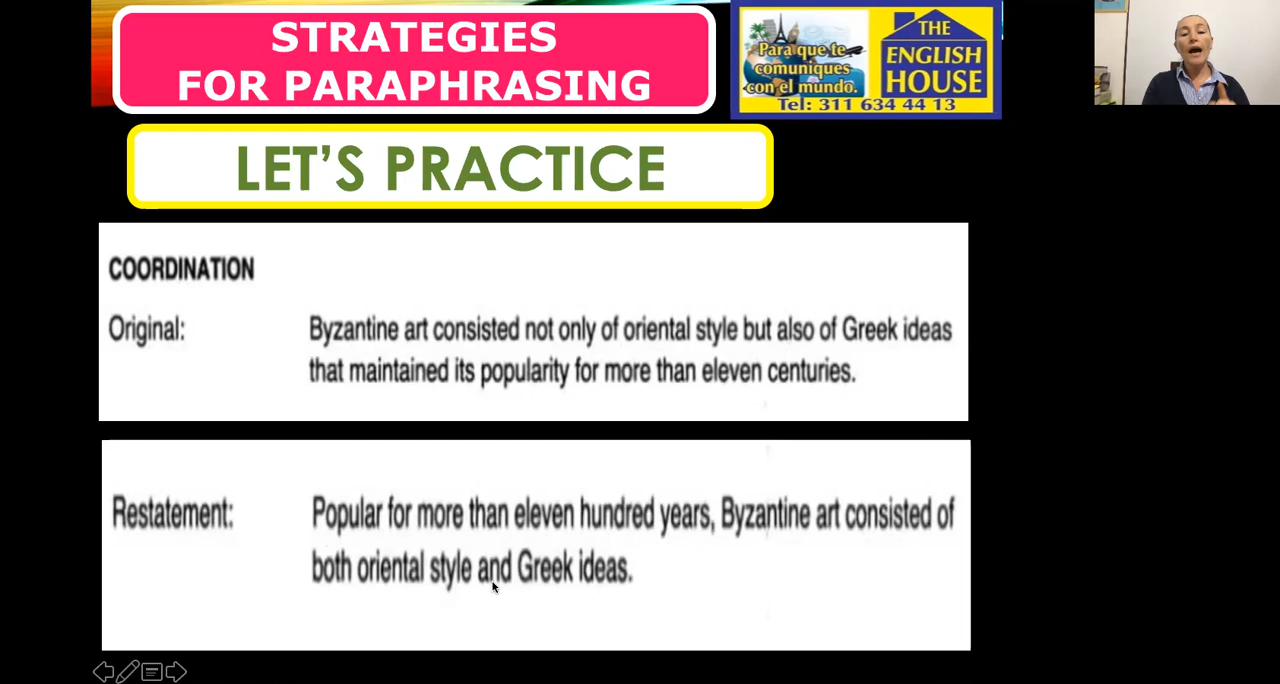 STRATEGIES
FOR PARAPHRASING
Para que te
comuniques
con el mundo.
THE
ENGLISH
HOUSE
Tel: 311 634 44 13
LET'S PRACTICE
COORDINATION
Original:
Byzantine art consisted not only of oriental style but also of Greek ideas
that maintained its popularity for more than eleven centuries.
Restatement:
Popular for more than eleven hundred years, Byzantine art consisted of
both oriental style and Greek ideas.